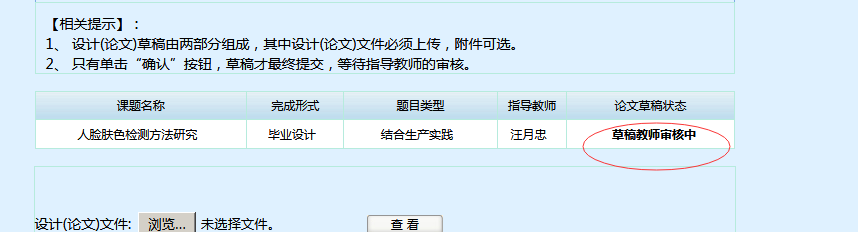 【相关提示】：
1、 设计(论文)草稿由两部分组成，其中设计(论文)文件必须上传，附件可选。
2、 只有单击“确认”按钮，草稿才最终提交，等待指导教师的审核。
课题名称 完成形式 题目类型 指导教师 论文草稿状态
人脸肤色检测方法研究 毕业设计 结合生产实践 汪月忠 草稿教师审核中
设计(论文)文件: 浏览... 未选择文件。 查 看